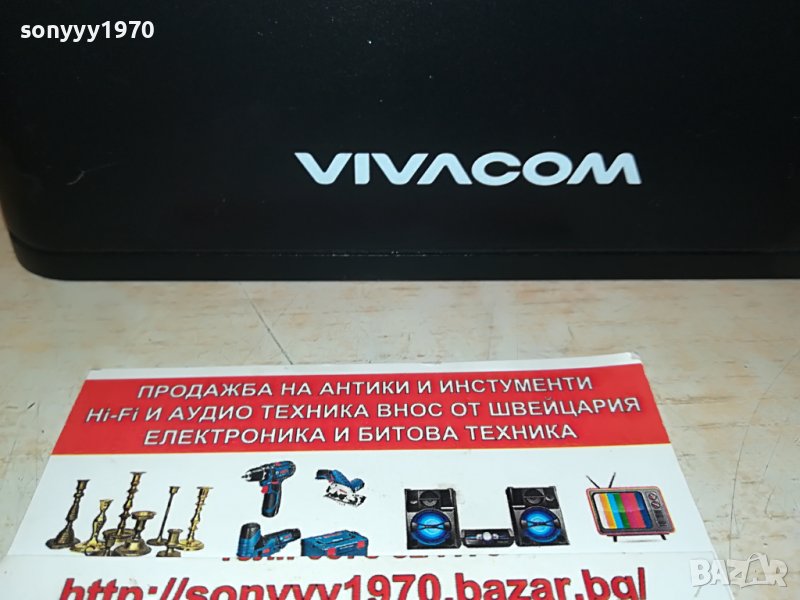 sonyyy1970
VIVACOM
ПРОДАЖБА НА АНТИКИ И ИНСТУМЕНТИ
Hi-Fi И АУДИО ТЕХНИКА ВНОС ОТ ШВЕЙЦАРИЯ
ЕЛЕКТРОНИКА И БИТОВА ТЕХНИКА
http://sonyyy1970.bazar.bg/
bazar